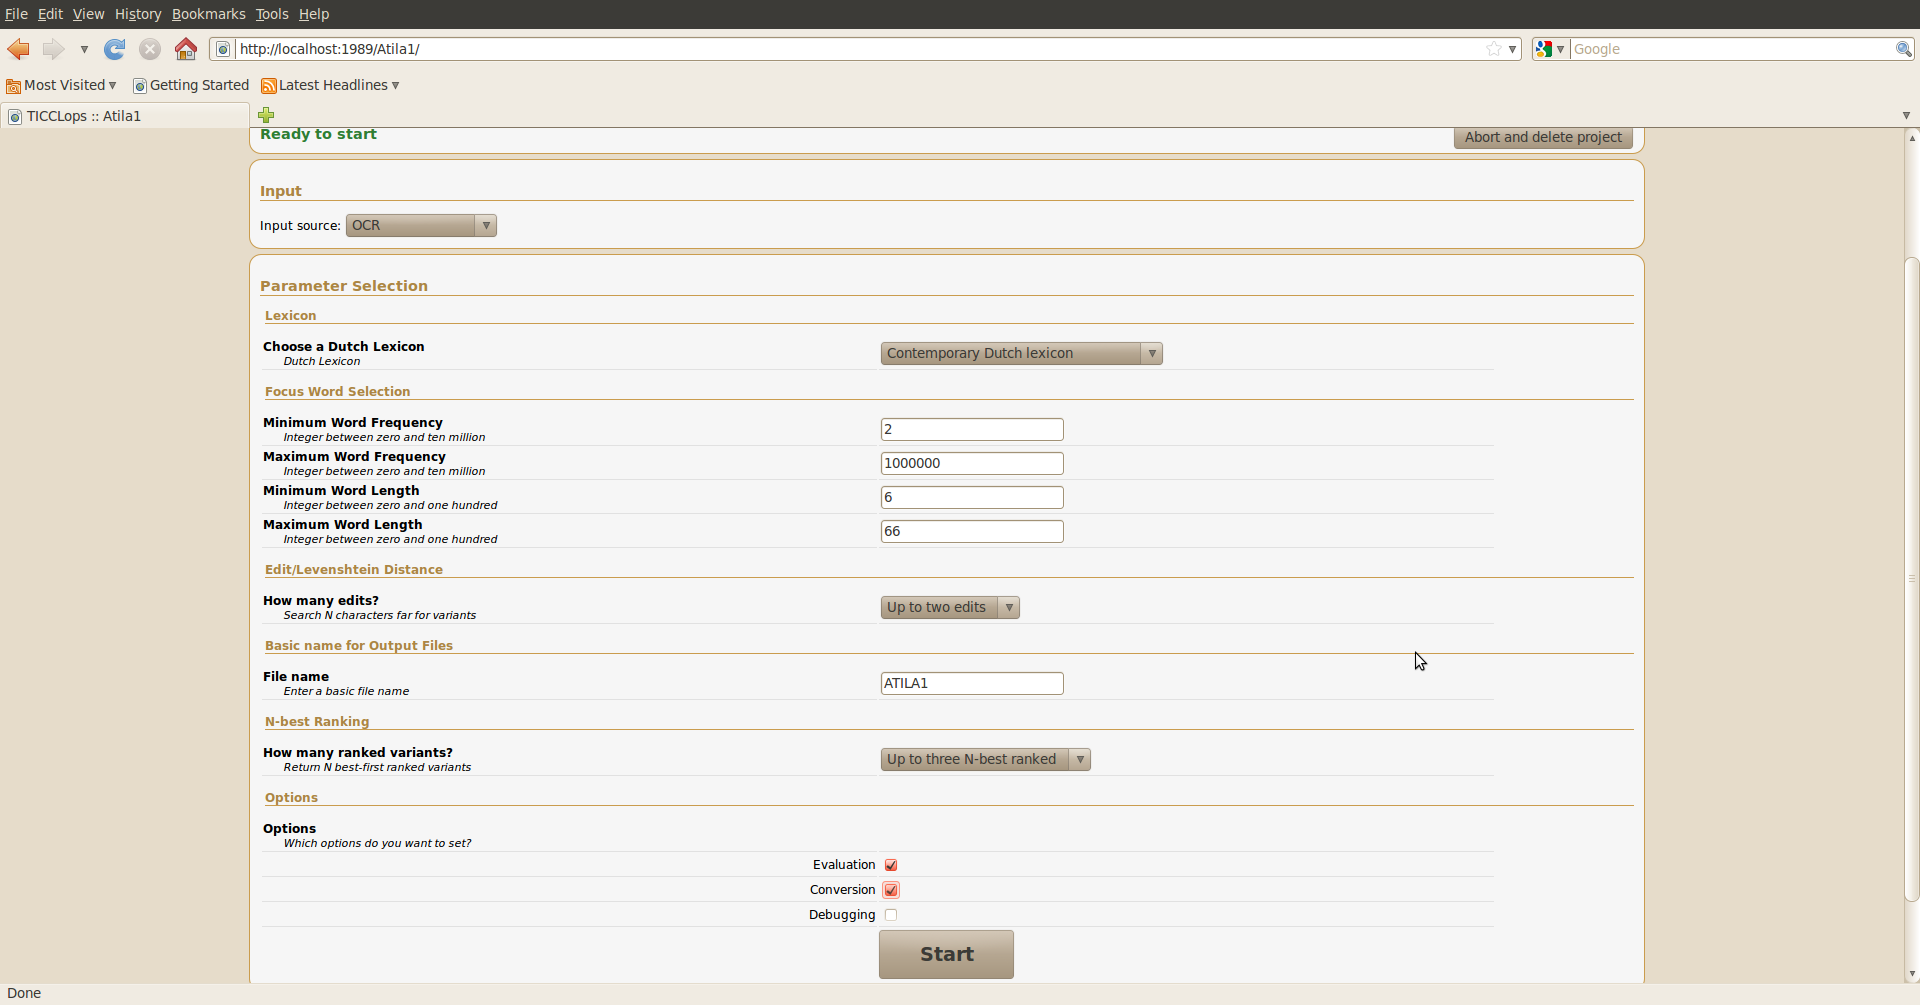 File Edit View History Bookmarks Tools Help
http://localhost:1989/Atila1/
Google
Most Visited Getting Started Latest Headlines
TICCLops :: Atila1
Ready to start
Abort and delete project
Input
Input source: OCR
Parameter Selection
Lexicon
Choose a Dutch Lexicon
Dutch Lexicon
Contemporary Dutch lexicon
Focus Word Selection
Minimum Word Frequency
Integer between zero and ten million
2
Maximum Word Frequency
Integer between zero and ten million
1000000
Minimum Word Length
Integer between zero and one hundred
6
Maximum Word Length
Integer between zero and one hundred
66
Edit/Levenshtein Distance
How many edits?
Search N characters far for variants
Up to two edits
Basic name for Output Files
File name
Enter a basic file name
ATILA1
N-best Ranking
How many ranked variants?
Return N best-first ranked variants
Up to three N-best ranked
Options
Options
Which options do you want to set?
Evaluation
Conversion
Debugging
Start
Done